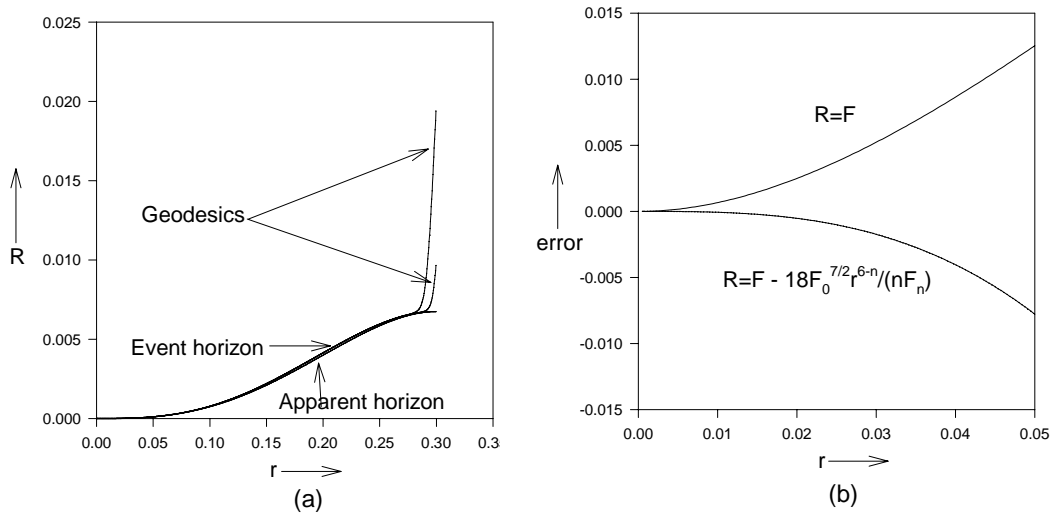 0.025
0.020
0.015
0.010
0.005
0.000
R
Geodesics
Event horizon
Apparent horizon
0.00 0.05 0.10 0.15 0.20 0.25 0.30 0.3
r
(a)
0.015
0.010
0.005
0.000
-0.005
-0.010
-0.015
error
R=F
R=F - 18F₀^{7/2}r^{6-n}/(nFₙ)
0.00 0.01 0.02 0.03 0.04 0.05
r
(b)